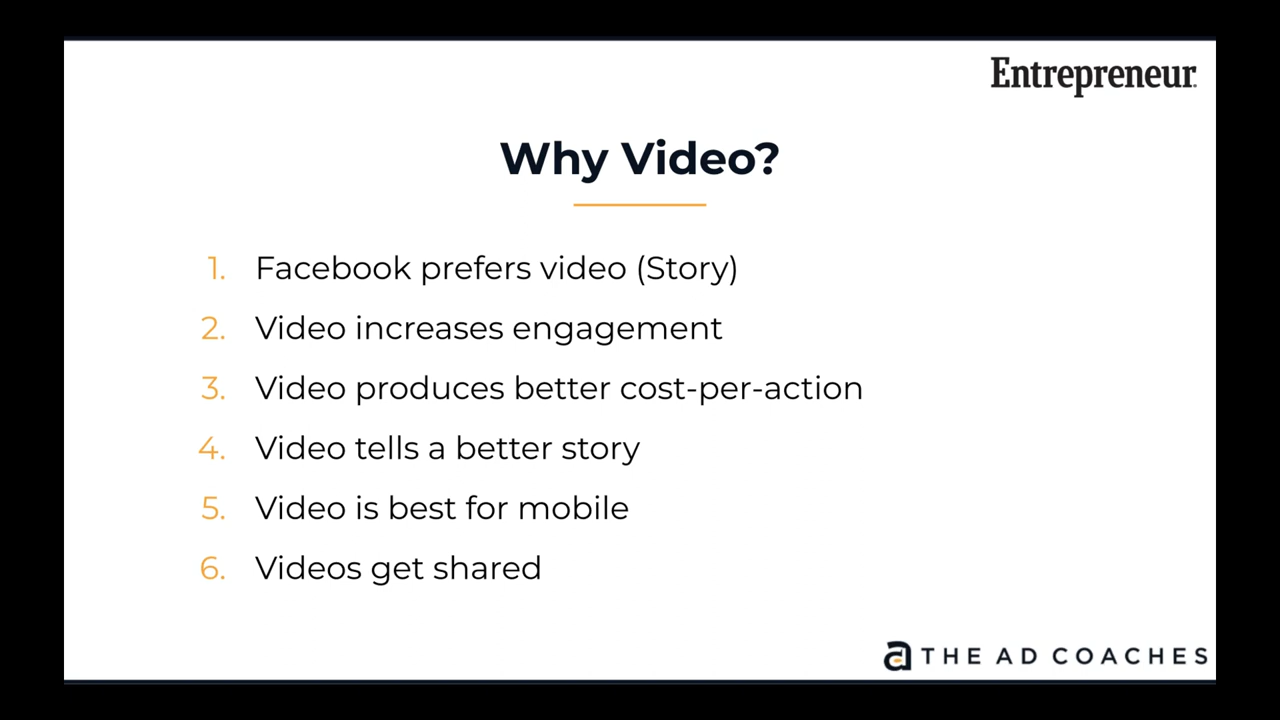 Entrepreneur.
Why Video?
1. Facebook prefers video (Story)
2. Video increases engagement
3. Video produces better cost-per-action
4. Video tells a better story
5. Video is best for mobile
6. Videos get shared
a THE AD COACHES